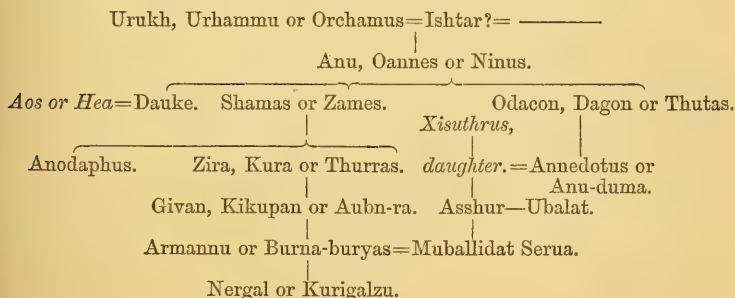 Urukh, Urhammu or Orchamus=Ishtar?= ———
Anu, Oannes or Ninus.
Aos or Hea=Dauke. Shamas or Zames. Odacon, Dagon or Thutas.
Xisuthrus,
Anodaphus. Zira, Kura or Thurras. daughter.=Annedotus or
Anu-duma.
Givan, Kikupan or Aubn-ra. Asshur—Ubalat.
Armannu or Burna-buryas=Muballidat Serua.
Nergal or Kurigalzu.